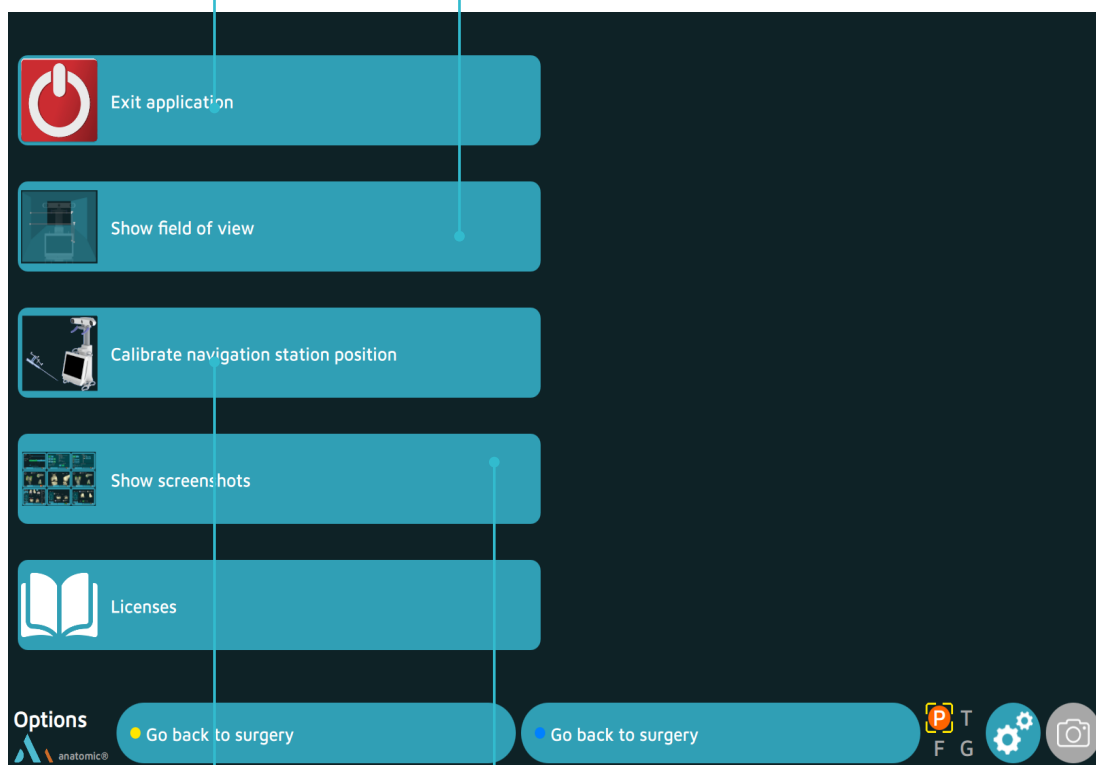 Exit application
Show field of view
Calibrate navigation station position
Show screenshots
Licenses
Options
anatomic®
Go back to surgery
Go back to surgery
P T
F G